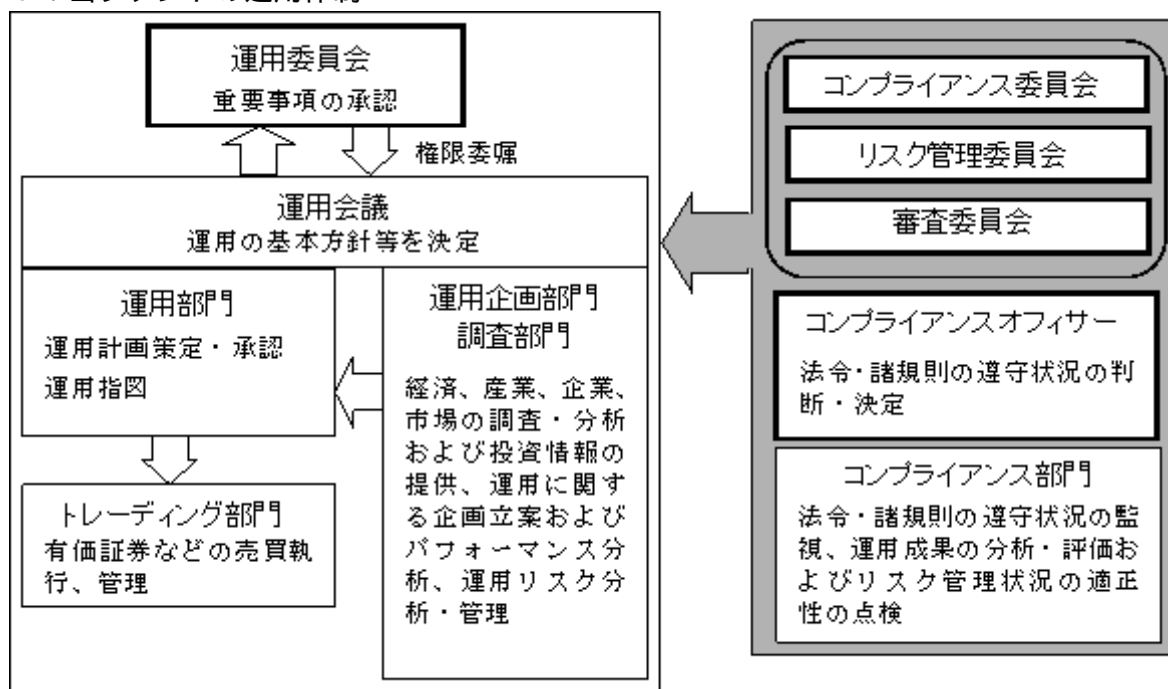 運用委員会
重要事項の承認
権限委嘱
運用会議
運用の基本方針等を決定
運用部門
運用計画策定・承認
運用指図
トレーディング部門
有価証券などの売買執
行、管理
運用企画部門
調査部門
経済、産業、企業、
市場の調査・分析
および投資情報の
提供、運用に関す
る企画立案および
パフォーマンス分
析、運用リスク分
析・管理
コンプライアンス委員会
リスク管理委員会
審査委員会
コンプライアンスオフィサー
法令・諸規則の遵守状況の判
断・決定
コンプライアンス部門
法令・諸規則の遵守状況の監
視、運用成果の分析・評価お
よびリスク管理状況の適正
性の点検